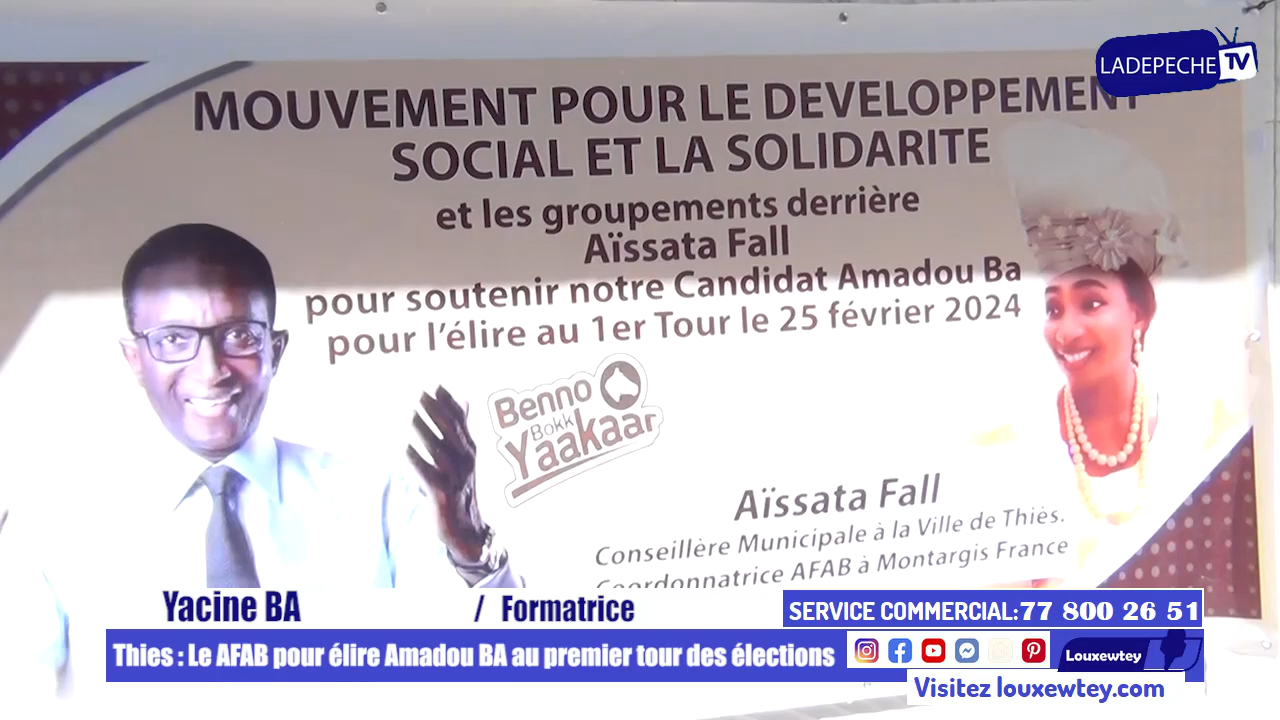 LADEPECHE TV
MOUVEMENT POUR LE DEVELOPPEMENT
SOCIAL ET LA SOLIDARITE
et les groupements derrière
Aïssata Fall
pour soutenir notre Candidat Amadou Ba
pour l'élire au 1er Tour le 25 février 2024
Benno
Bokk
Yaakaar
Aïssata Fall
Conseillère Municipale à la Ville de Thiès.
Coordonnatrice AFAB à Montargis France
Yacine BA / Formatrice
SERVICE COMMERCIAL:77 800 26 51
Thies : Le AFAB pour élire Amadou BA au premier tour des élections
Louxewtey
Visitez louxewtey.com